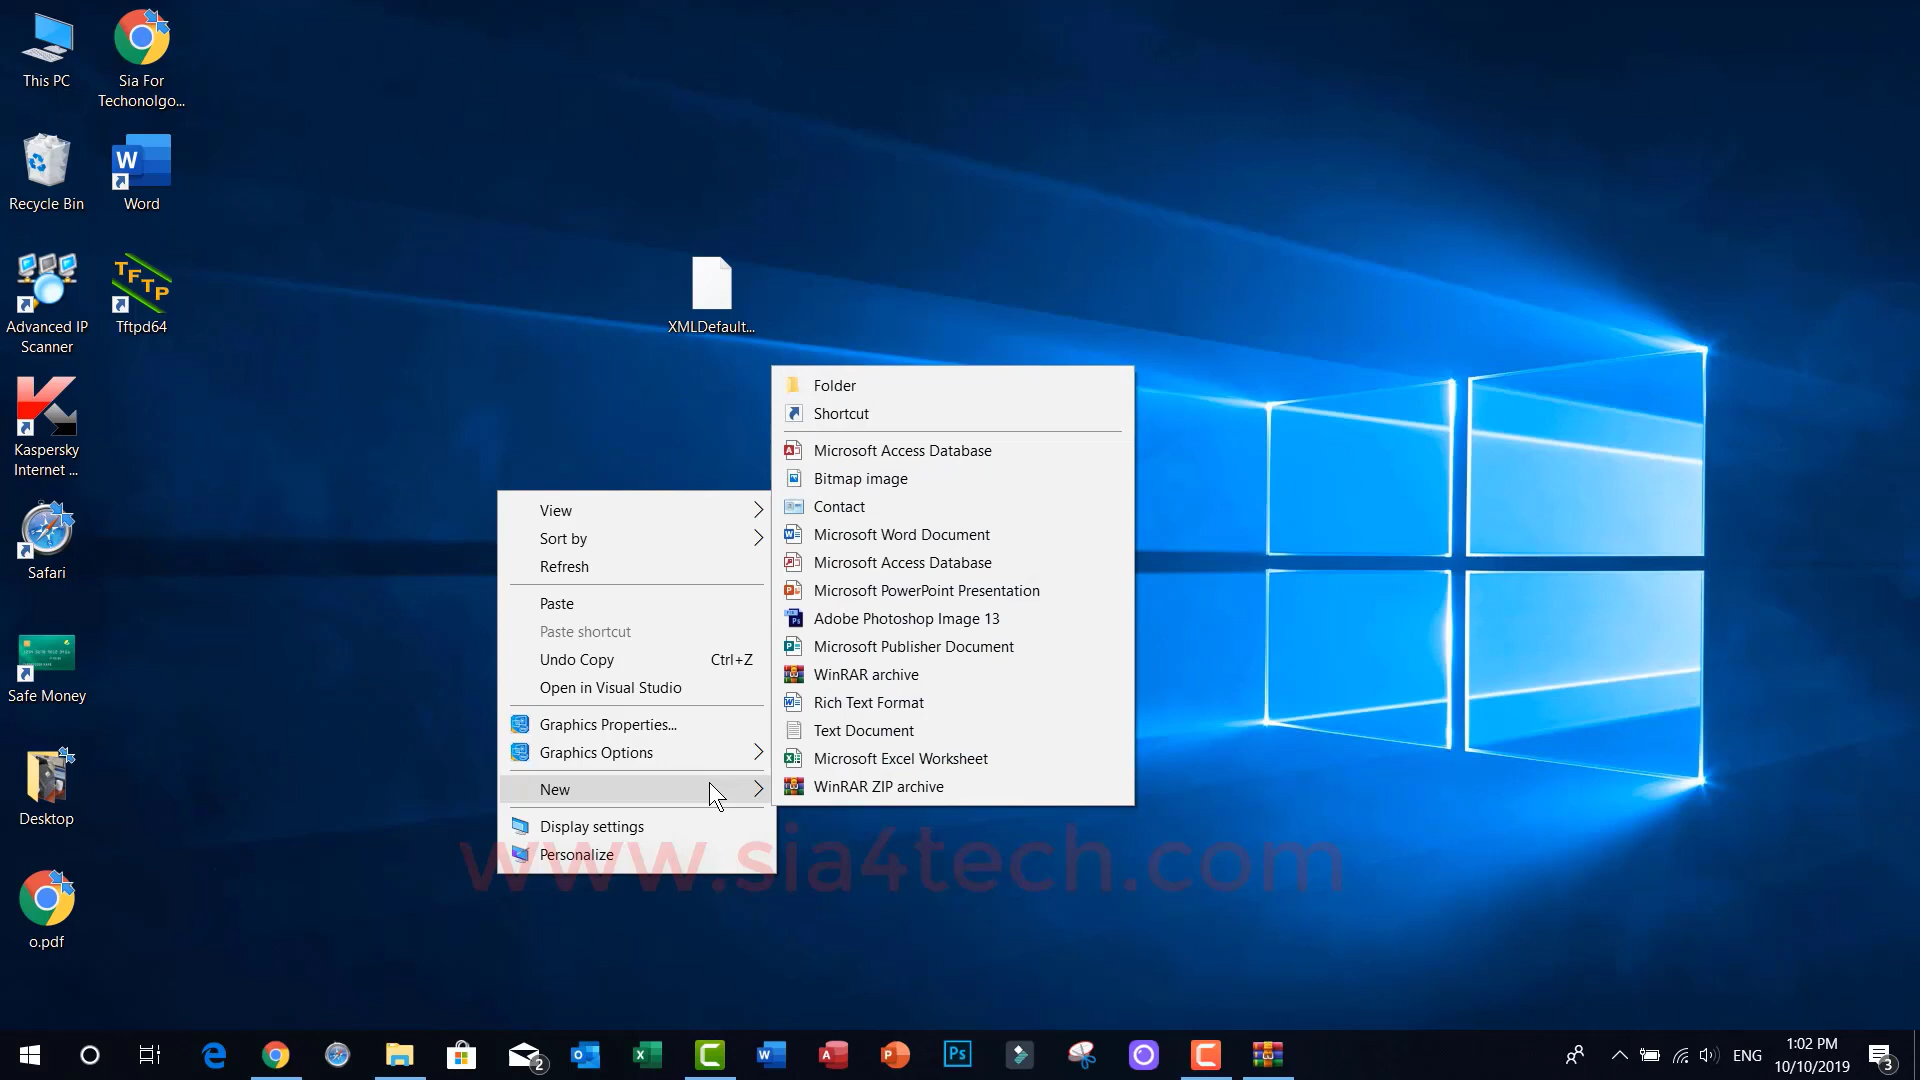 This PC
Sia For
Techonolgo...
Recycle Bin
W
Word
Advanced IP
Scanner
TFTP
Tftpd64
Kaspersky
Internet ...
Safari
Safe Money
Desktop
o.pdf
XMLDefault...
View
Sort by
Refresh
Paste
Paste shortcut
Undo Copy Ctrl+Z
Open in Visual Studio
Graphics Properties...
Graphics Options
New
Display settings
Personalize
Folder
Shortcut
Microsoft Access Database
Bitmap image
Contact
Microsoft Word Document
Microsoft Access Database
Microsoft PowerPoint Presentation
Adobe Photoshop Image 13
Microsoft Publisher Document
WinRAR archive
Rich Text Format
Text Document
Microsoft Excel Worksheet
WinRAR ZIP archive
www.sia4tech.com
2
Ps
ENG
1:02 PM
10/10/2019
3